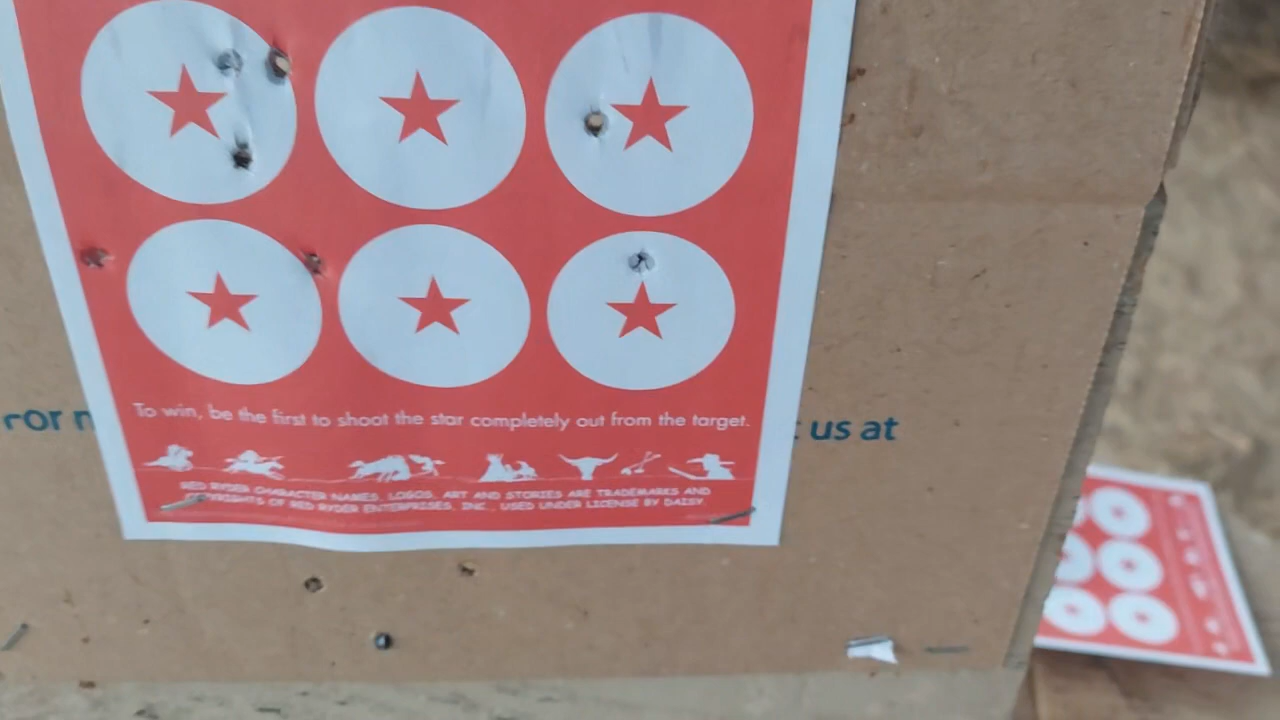 To win, be the first to shoot the star completely out from the target.
For
us at
RED RYDER CHARACTER NAMES, LOGOS, ART AND STORIES ARE TRADEMARKS AND
COPYRIGHTS OF RED RYDER ENTERPRISES, INC., USED UNDER LICENSE BY DAISY